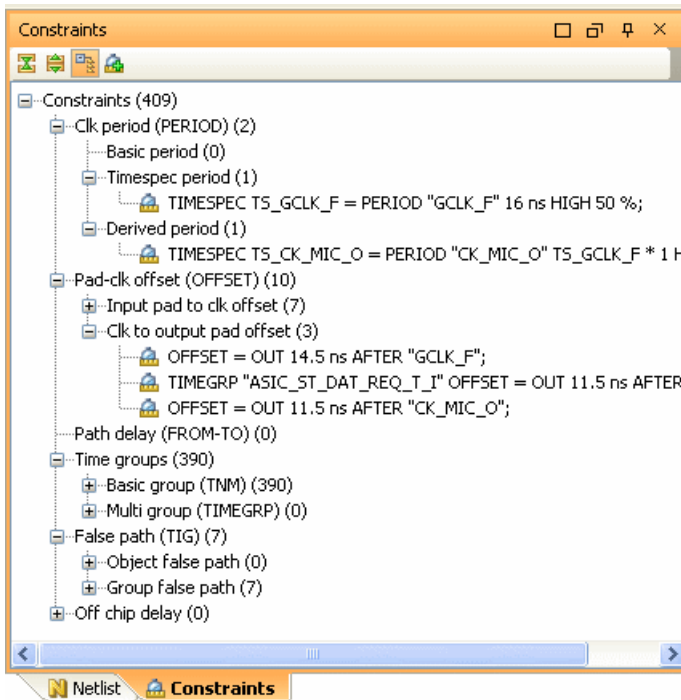 Constraints
Constraints (409)
Clk period (PERIOD) (2)
Basic period (0)
Timespec period (1)
TIMESPEC TS_GCLK_F = PERIOD "GCLK_F" 16 ns HIGH 50 %;
Derived period (1)
TIMESPEC TS_CK_MIC_O = PERIOD "CK_MIC_O" TS_GCLK_F * 1 H
Pad-clk offset (OFFSET) (10)
Input pad to clk offset (7)
Clk to output pad offset (3)
OFFSET = OUT 14.5 ns AFTER "GCLK_F";
TIMEGRP "ASIC_ST_DAT_REQ_T_I" OFFSET = OUT 11.5 ns AFTER
OFFSET = OUT 11.5 ns AFTER "CK_MIC_O";
Path delay (FROM-TO) (0)
Time groups (390)
Basic group (TNM) (390)
Multi group (TIMEGRP) (0)
False path (TIG) (7)
Object false path (0)
Group false path (7)
Off chip delay (0)
Netlist Constraints